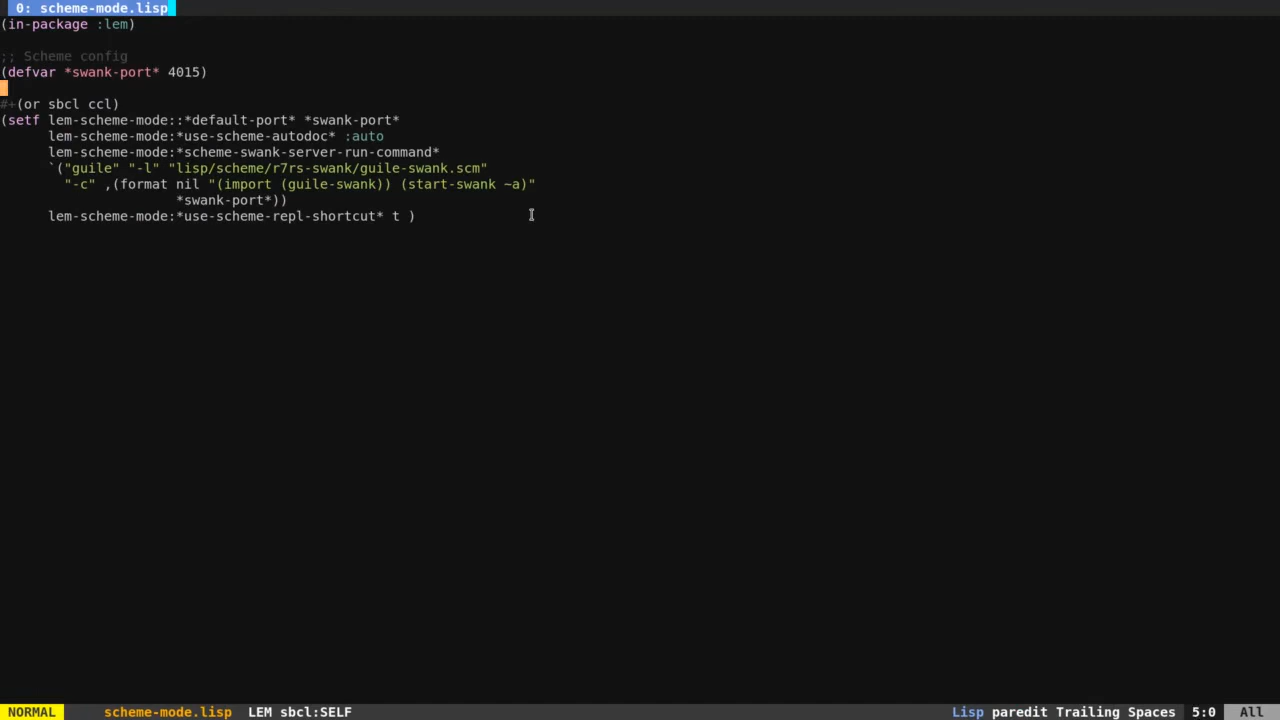 0: scheme-mode.lisp
(in-package :lem)
;; Scheme config
(defvar *swank-port* 4015)
#+(or sbcl ccl)
(setf lem-scheme-mode::*default-port* *swank-port*
      lem-scheme-mode:*use-scheme-autodoc* :auto
      lem-scheme-mode:*scheme-swank-server-run-command*
      `("guile" "-l" "lisp/scheme/r7rs-swank/guile-swank.scm"
        "-c" ,(format nil "(import (guile-swank)) (start-swank ~a)"
                      *swank-port*))
      lem-scheme-mode:*use-scheme-repl-shortcut* t )
NORMAL scheme-mode.lisp LEM sbcl:SELF Lisp paredit Trailing Spaces 5:0 All